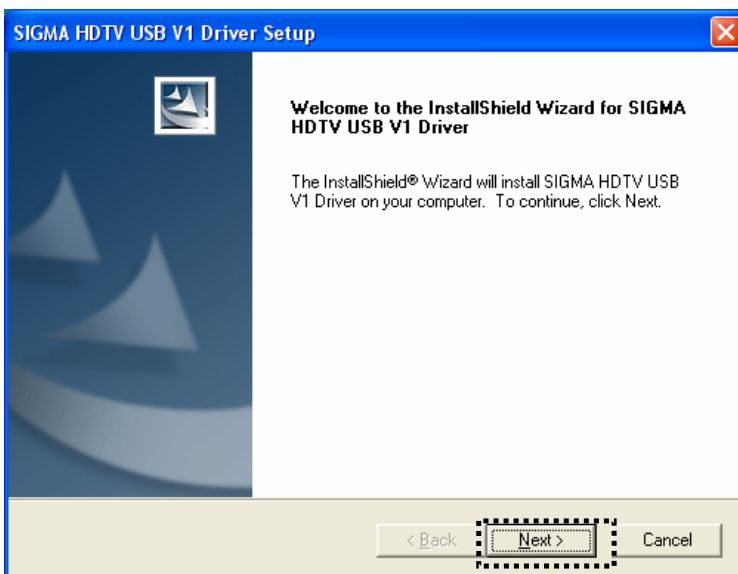 SIGMA HDTV USB V1 Driver Setup
Welcome to the InstallShield Wizard for SIGMA
HDTV USB V1 Driver
The InstallShield® Wizard will install SIGMA HDTV USB
V1 Driver on your computer.  To continue, click Next.
< Back
Next >
Cancel